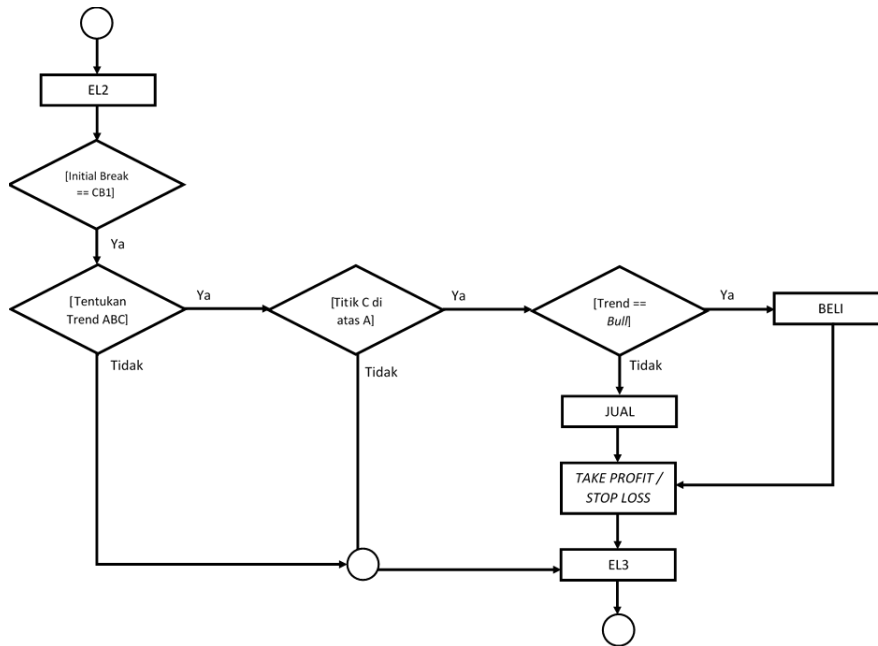 EL2
[Initial Break
== CB1]
Ya
[Tentukan
Trend ABC]
Ya
[Titik C di
atas A]
Ya
[Trend ==
Bull]
Ya
BELI
Tidak
Tidak
Tidak
JUAL
TAKE PROFIT /
STOP LOSS
EL3